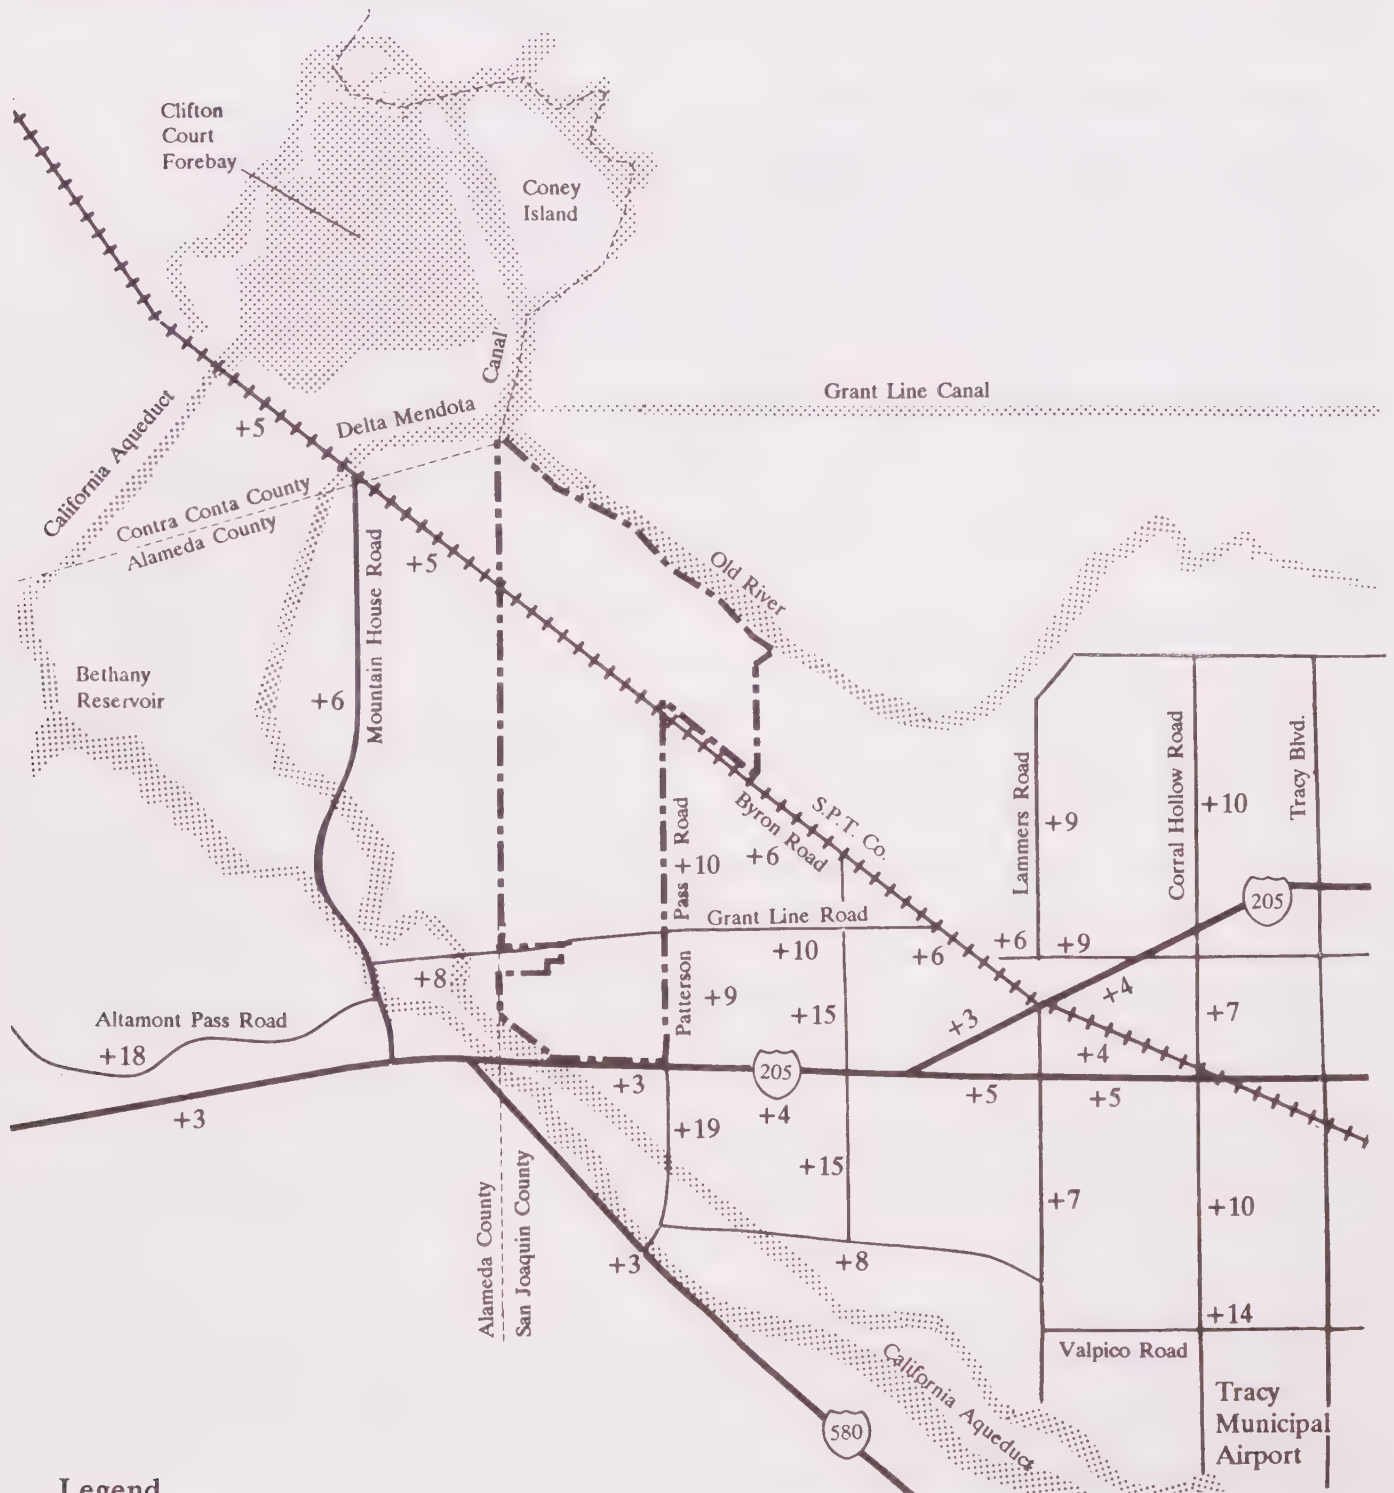 Clifton
Court
Forebay
Coney
Island
Canal
Grant Line Canal
Delta Mendota
+5
California Aqueduct
Contra Conta County
Alameda County
+5
Mountain House Road
Old River
Bethany
Reservoir
+6
Lammers Road
Corral Hollow Road
Tracy Blvd.
+10
+9
S.P.T. Co.
Byron Road
+6
Patterson Pass Road
+10
205
Grant Line Road
+10
+6
+6
+9
+8
+9
+15
+3
+4
+7
+4
Altamont Pass Road
+18
+3
+3
205
+4
+5
+5
+19
+15
+7
+10
Alameda County
San Joaquin County
+3
+8
+14
Valpico Road
California Aqueduct
580
Tracy
Municipal
Airport
Legend